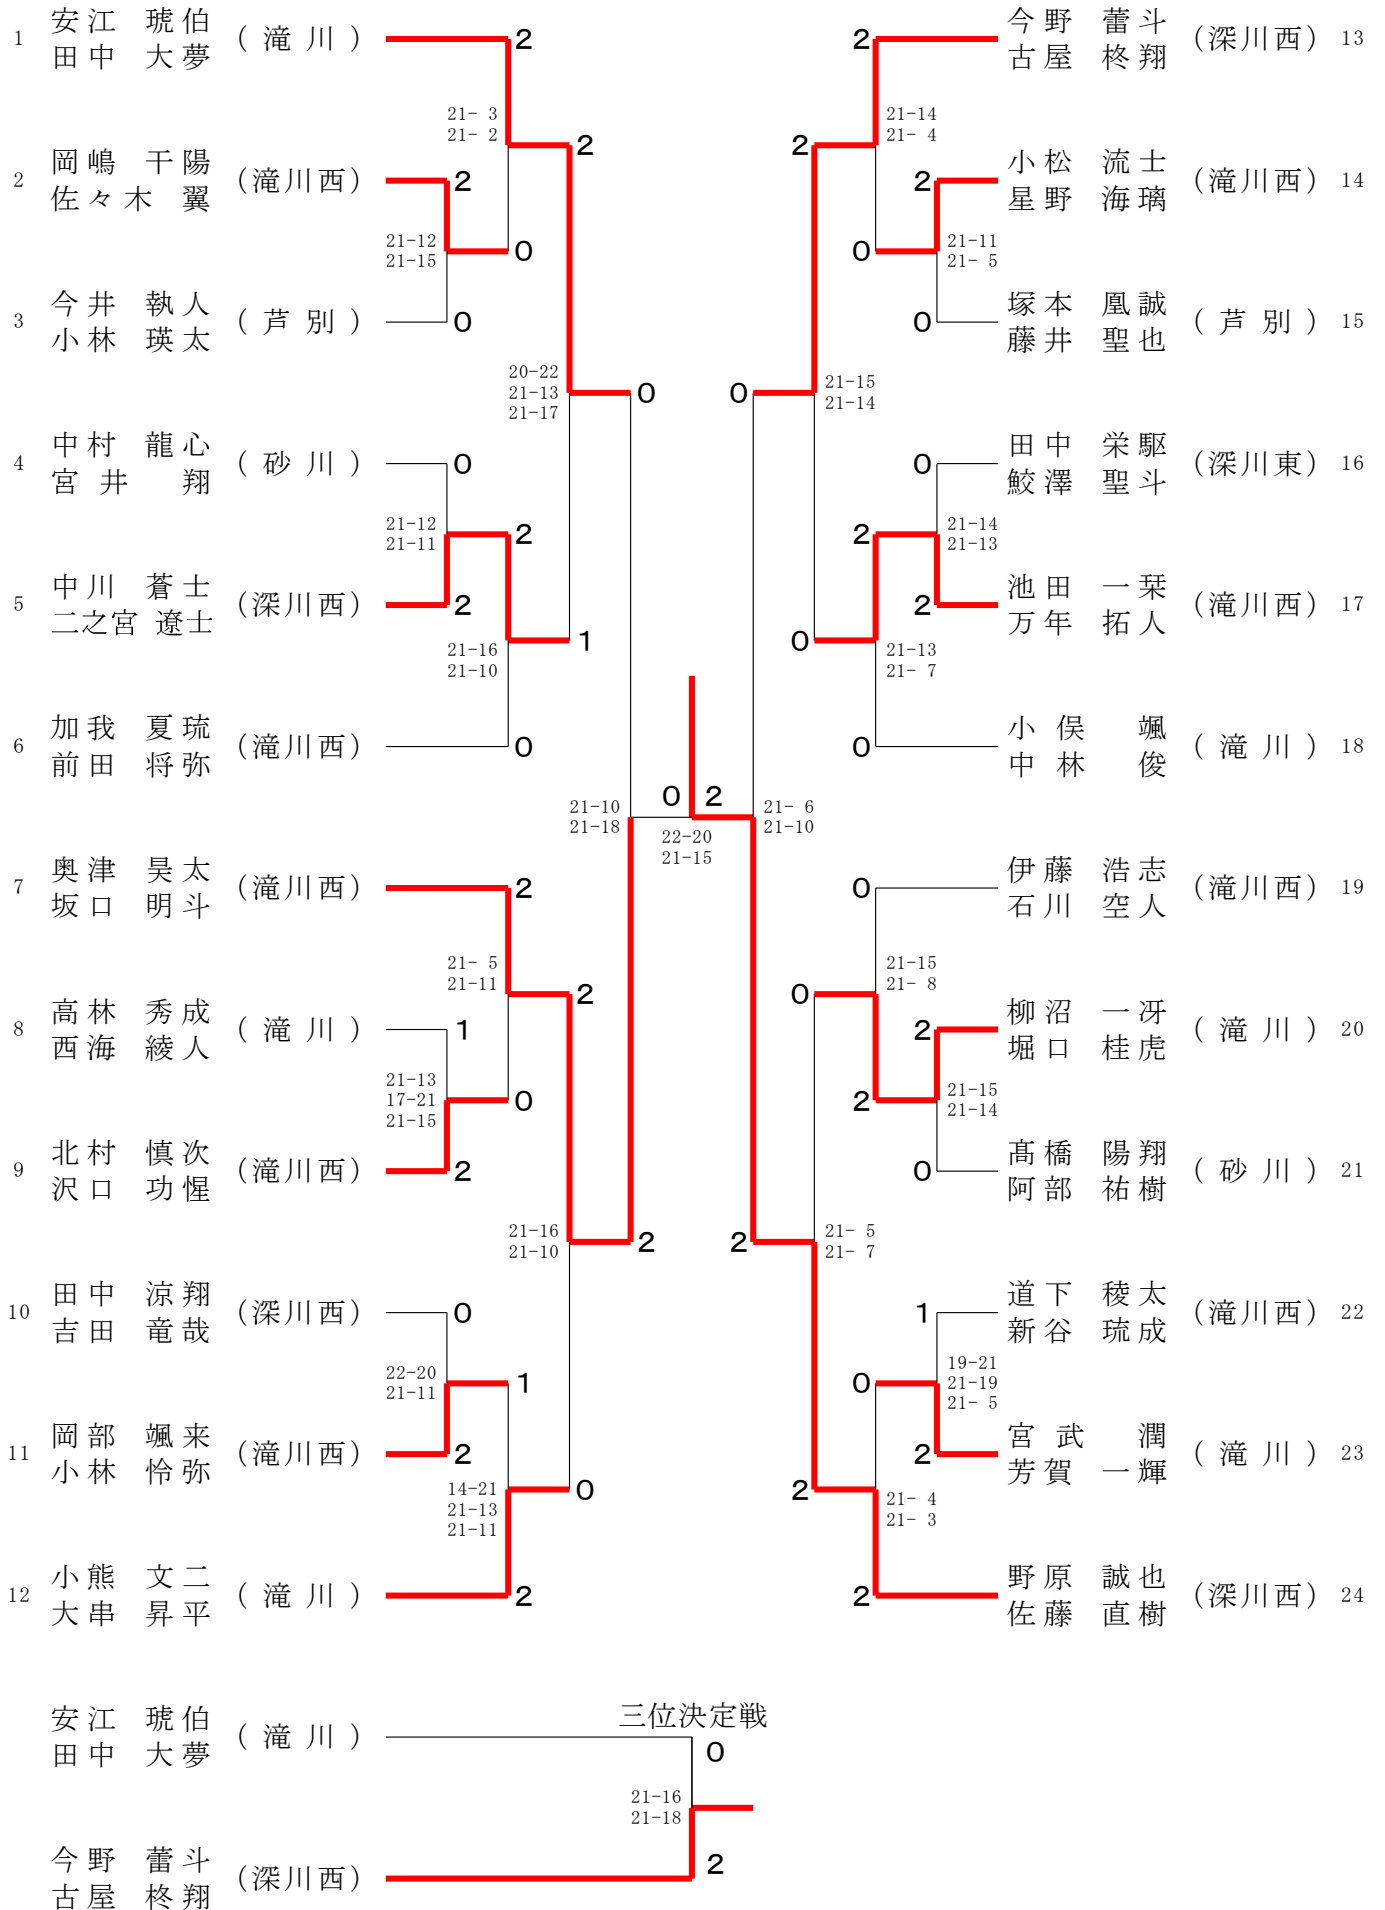 1 安江 琥伯 (滝川) 2
田中 大夢
21- 3
21- 2
2
2 岡嶋 干陽 (滝川西) 2
佐々木 翼
21-12
21-15
0
3 今井 執人 (芦別) 0
小林 瑛太
20-22
21-13
21-17
0
4 中村 龍心 (砂川) 0
宮井 翔
21-12
21-11
2
5 中川 蒼士 (深川西) 2
二之宮 遼士
21-16
21-10
1
6 加我 夏琉 (滝川西) 0
前田 将弥
21-10
21-18
7 奥津 昊太 (滝川西) 2
坂口 明斗
21- 5
21-11
2
8 高林 秀成 (滝川) 1
西海 綾人
21-13
17-21
21-15
0
9 北村 慎次 (滝川西) 2
沢口 功惺
21-16
21-10
2
10 田中 涼翔 (深川西) 0
吉田 竜哉
22-20
21-11
1
11 岡部 颯来 (滝川西) 2
小林 怜弥
14-21
21-13
21-11
0
12 小熊 文二 (滝川) 2
大串 昇平
0 2
22-20
21-15
2 今野 蕾斗 (深川西) 13
古屋 柊翔
21-14
21- 4
2
2 小松 流士 (滝川西) 14
星野 海璃
0
21-11
21- 5
0 塚本 凰誠 (芦別) 15
藤井 聖也
0
21-15
21-14
0 田中 栄駆 (深川東) 16
鮫澤 聖斗
2
21-14
21-13
2 池田 一栞 (滝川西) 17
万年 拓人
0
21-13
21- 7
0 小俣 颯 (滝川) 18
中林 俊
21- 6
21-10
0 伊藤 浩志 (滝川西) 19
石川 空人
21-15
21- 8
0
2 柳沼 一冴 (滝川) 20
堀口 桂虎
2
21-15
21-14
0 髙橋 陽翔 (砂川) 21
阿部 祐樹
2
21- 5
21- 7
1 道下 稜太 (滝川西) 22
新谷 琉成
0
19-21
21-19
21- 5
2 宮武 潤 (滝川) 23
芳賀 一輝
2
21- 4
21- 3
2 野原 誠也 (深川西) 24
佐藤 直樹
三位決定戦
安江 琥伯 (滝川) 0
田中 大夢
21-16
21-18
今野 蕾斗 (深川西) 2
古屋 柊翔